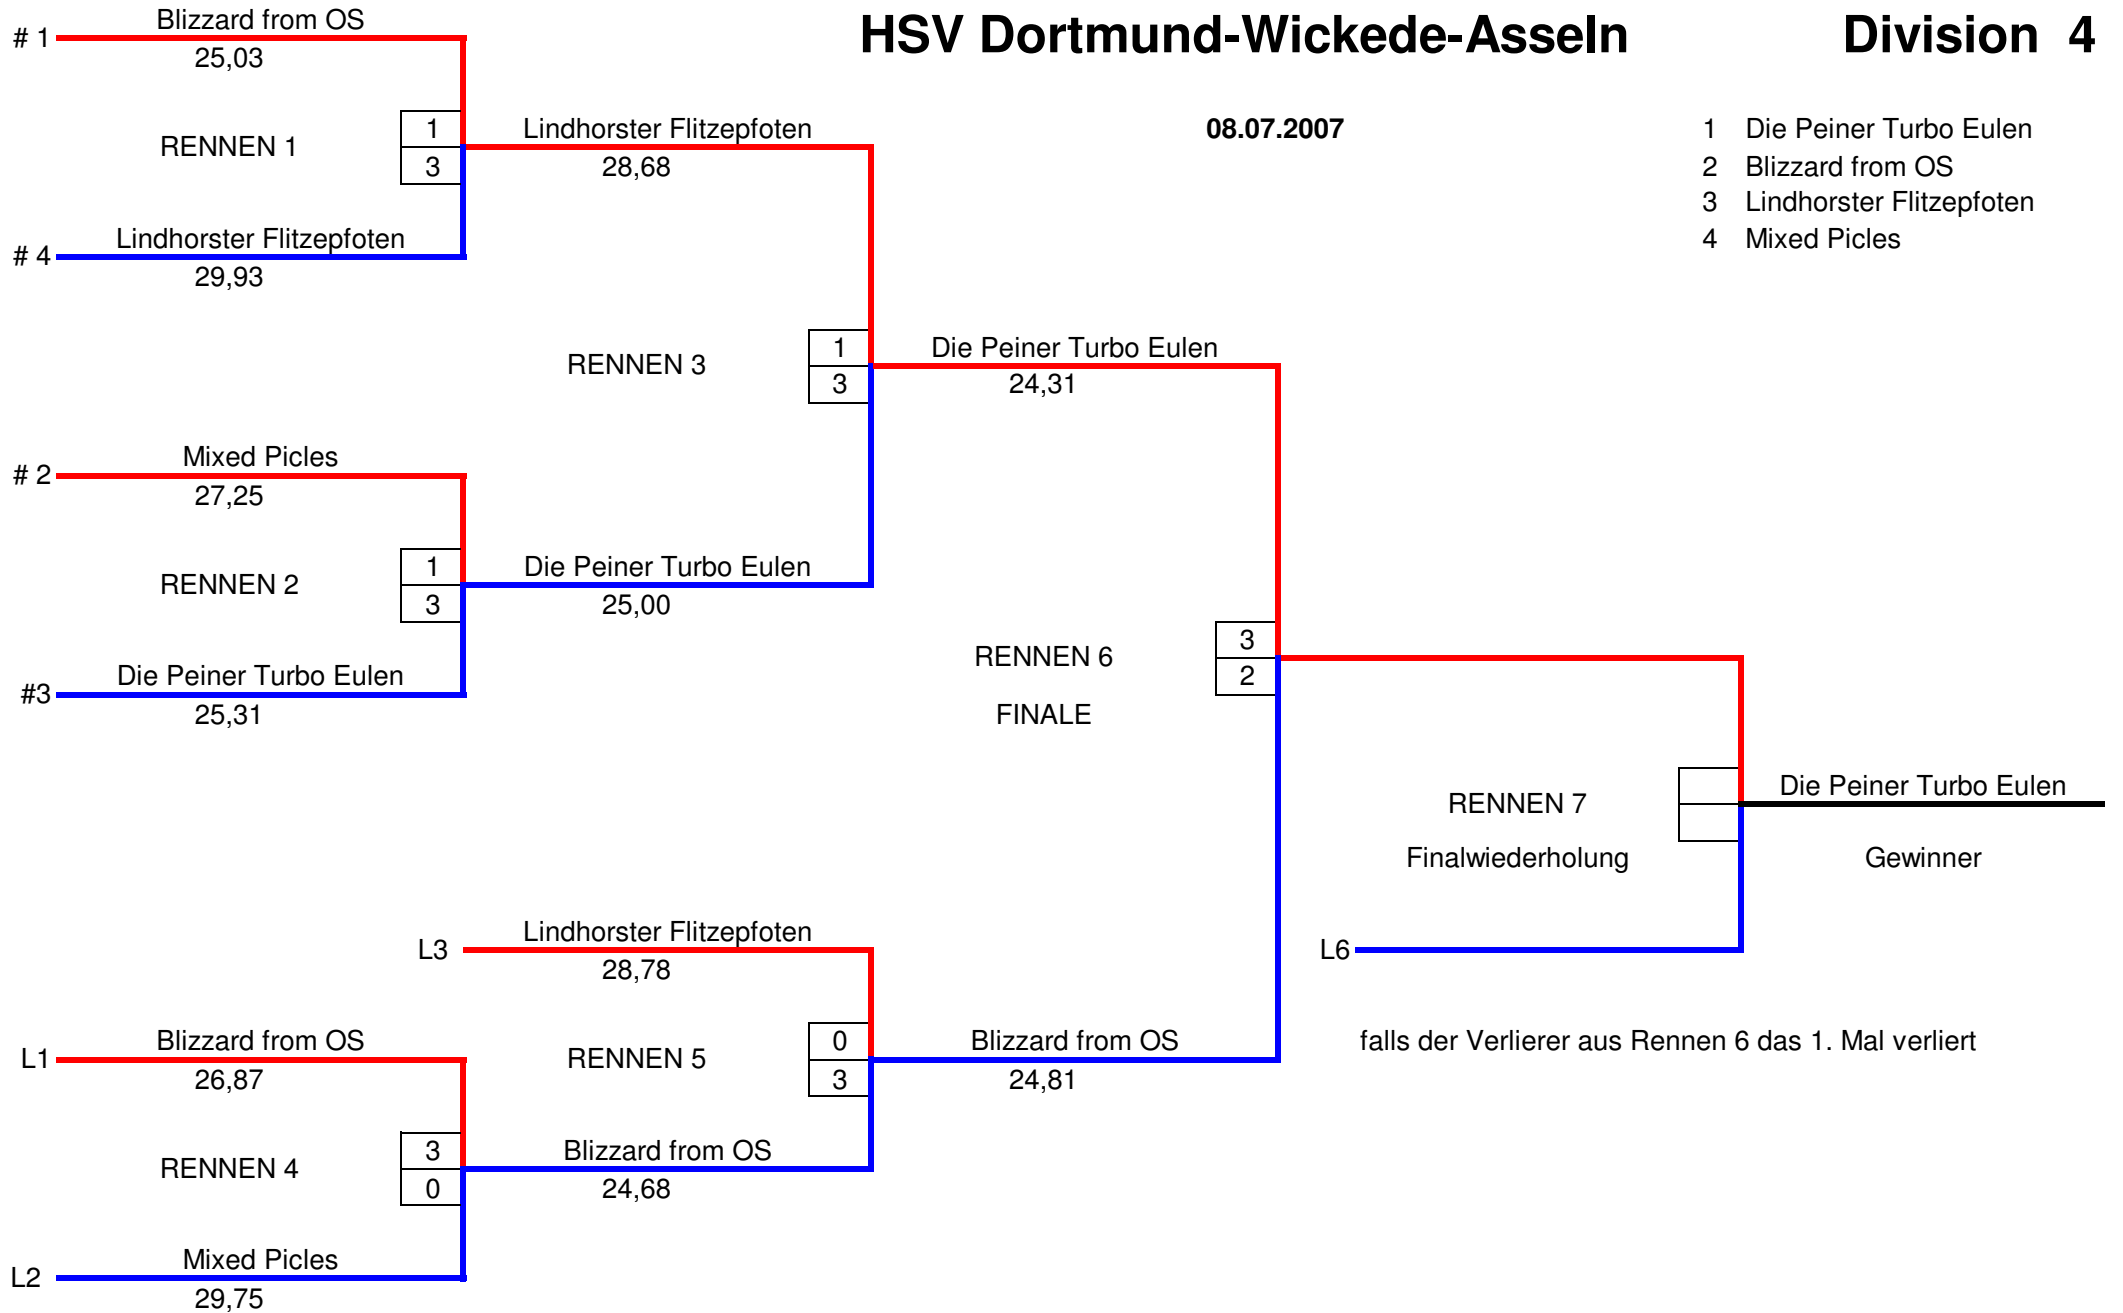 HSV Dortmund-Wickede-Asseln
Division 4
08.07.2007
1 Die Peiner Turbo Eulen
2 Blizzard from OS
3 Lindhorster Flitzepfoten
4 Mixed Picles
# 1
Blizzard from OS
25,03
RENNEN 1
1
3
# 4
Lindhorster Flitzepfoten
29,93
Lindhorster Flitzepfoten
28,68
RENNEN 3
1
3
# 2
Mixed Picles
27,25
RENNEN 2
1
3
#3
Die Peiner Turbo Eulen
25,31
Die Peiner Turbo Eulen
25,00
Die Peiner Turbo Eulen
24,31
RENNEN 6
3
2
FINALE
RENNEN 7
Finalwiederholung
Die Peiner Turbo Eulen
Gewinner
L6
falls der Verlierer aus Rennen 6 das 1. Mal verliert
L3
Lindhorster Flitzepfoten
28,78
RENNEN 5
0
3
Blizzard from OS
24,81
L1
Blizzard from OS
26,87
RENNEN 4
3
0
Blizzard from OS
24,68
L2
Mixed Picles
29,75